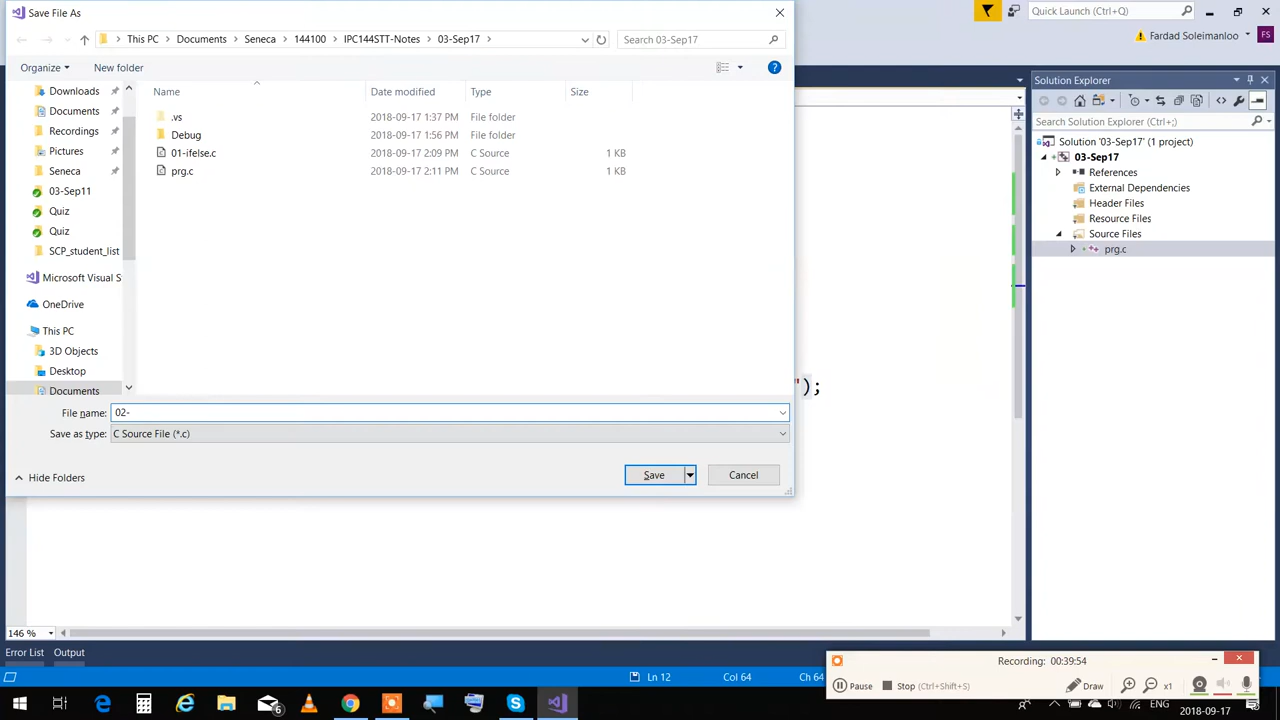 Save File As
Quick Launch (Ctrl+Q)
This PC > Documents > Seneca > 144100 > IPC144STT-Notes > 03-Sep17 >
Search 03-Sep17
Fardad Soleimanloo
FS
Organize
New folder
Solution Explorer
Name
Date modified
Type
Size
Downloads
Documents
Recordings
Pictures
Seneca
03-Sep11
Quiz
Quiz
SCP_student_list
Microsoft Visual S
OneDrive
This PC
3D Objects
Desktop
Documents
.vs 2018-09-17 1:37 PM File folder
Debug 2018-09-17 1:56 PM File folder
01-ifelse.c 2018-09-17 2:09 PM C Source 1 KB
prg.c 2018-09-17 2:11 PM C Source 1 KB
Search Solution Explorer (Ctrl+;)
Solution '03-Sep17' (1 project)
03-Sep17
References
External Dependencies
Header Files
Resource Files
Source Files
prg.c
");
File name: 02-
Save as type: C Source File (*.c)
Hide Folders
Save
Cancel
146 %
Error List
Output
Ln 12
Col 64
Ch 64
Recording: 00:39:54
Pause
Stop (Ctrl+Shift+S)
Draw
x1
6
ENG
2018-09-17